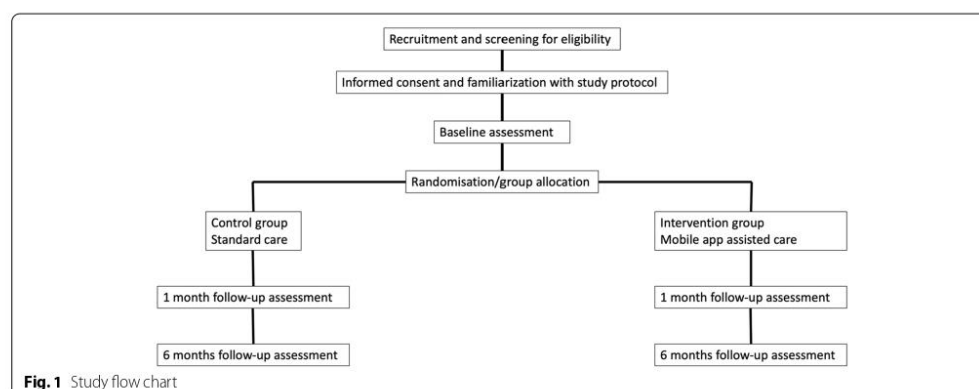 Recruitment and screening for eligibility
Informed consent and familiarization with study protocol
Baseline assessment
Randomisation/group allocation
Control group
Standard care
Intervention group
Mobile app assisted care
1 month follow-up assessment
1 month follow-up assessment
6 months follow-up assessment
6 months follow-up assessment
Fig. 1 Study flow chart